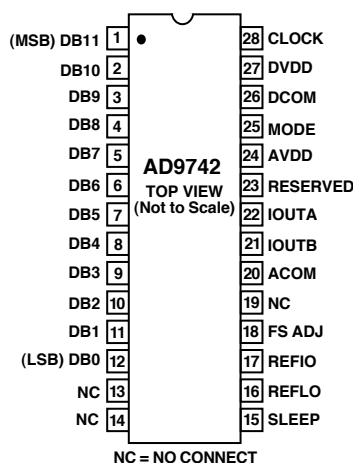 (MSB) DB11 1 28 CLOCK
DB10 2 27 DVDD
DB9 3 26 DCOM
DB8 4 25 MODE
DB7 5 24 AVDD
DB6 6 23 RESERVED
DB5 7 22 IOUTA
DB4 8 21 IOUTB
DB3 9 20 ACOM
DB2 10 19 NC
DB1 11 18 FS ADJ
(LSB) DB0 12 17 REFIO
NC 13 16 REFLO
NC 14 15 SLEEP
AD9742
TOP VIEW
(Not to Scale)
NC = NO CONNECT